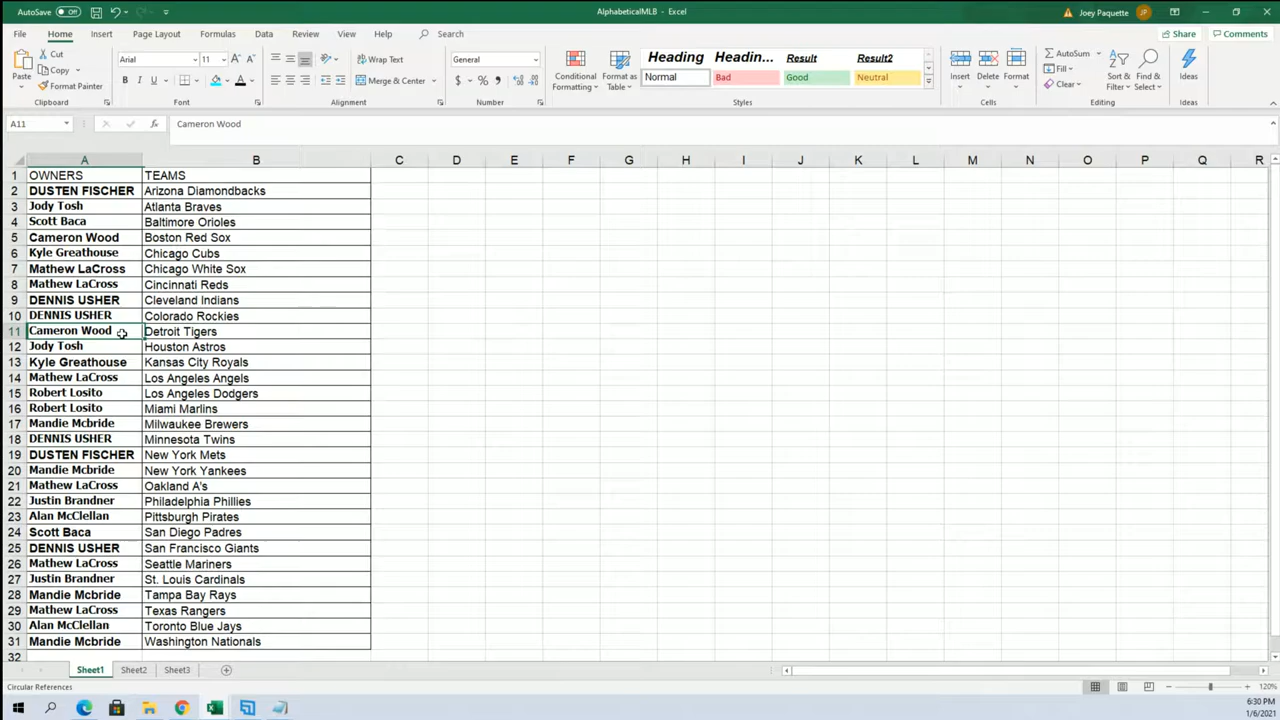 AutoSave Off
AlphabeticalMLB - Excel
Joey Paquette JP
File Home Insert Page Layout Formulas Data Review View Help Search
Share Comments
Paste
Cut
Copy
Format Painter
Clipboard
Arial 11
B I U
Font
Wrap Text
Merge & Center
Alignment
General
$ % ,
Number
Conditional Formatting
Format as Table
Heading Headin... Result Result2
Normal Bad Good Neutral
Styles
Insert Delete Format
Cells
AutoSum
Fill
Clear
Sort & Filter
Find & Select
Editing
Ideas
Ideas
A11 fx Cameron Wood
A B C D E F G H I J K L M N O P Q R
1 OWNERS TEAMS
2 DUSTEN FISCHER Arizona Diamondbacks
3 Jody Tosh Atlanta Braves
4 Scott Baca Baltimore Orioles
5 Cameron Wood Boston Red Sox
6 Kyle Greathouse Chicago Cubs
7 Mathew LaCross Chicago White Sox
8 Mathew LaCross Cincinnati Reds
9 DENNIS USHER Cleveland Indians
10 DENNIS USHER Colorado Rockies
11 Cameron Wood Detroit Tigers
12 Jody Tosh Houston Astros
13 Kyle Greathouse Kansas City Royals
14 Mathew LaCross Los Angeles Angels
15 Robert Losito Los Angeles Dodgers
16 Robert Losito Miami Marlins
17 Mandie Mcbride Milwaukee Brewers
18 DENNIS USHER Minnesota Twins
19 DUSTEN FISCHER New York Mets
20 Mandie Mcbride New York Yankees
21 Mathew LaCross Oakland A's
22 Justin Brandner Philadelphia Phillies
23 Alan McClellan Pittsburgh Pirates
24 Scott Baca San Diego Padres
25 DENNIS USHER San Francisco Giants
26 Mathew LaCross Seattle Mariners
27 Justin Brandner St. Louis Cardinals
28 Mandie Mcbride Tampa Bay Rays
29 Mathew LaCross Texas Rangers
30 Alan McClellan Toronto Blue Jays
31 Mandie Mcbride Washington Nationals
32
Sheet1 Sheet2 Sheet3
Circular References
120%
6:30 PM
1/6/2021